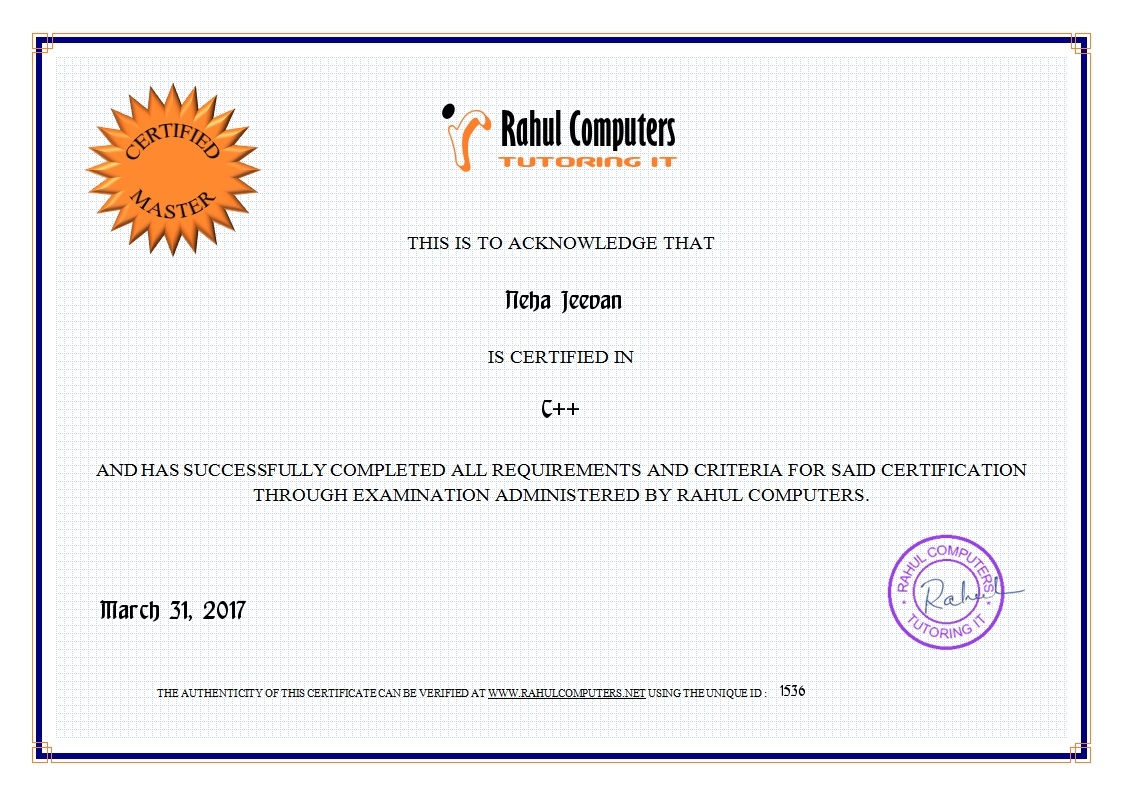 CERTIFIED
MASTER
Rahul Computers
TUTORING IT
THIS IS TO ACKNOWLEDGE THAT
Neha Jeevan
IS CERTIFIED IN
C++
AND HAS SUCCESSFULLY COMPLETED ALL REQUIREMENTS AND CRITERIA FOR SAID CERTIFICATION
THROUGH EXAMINATION ADMINISTERED BY RAHUL COMPUTERS.
RAHUL COMPUTERS
Rahul
TUTORING IT
March 31, 2017
THE AUTHENTICITY OF THIS CERTIFICATE CAN BE VERIFIED AT WWW.RAHULCOMPUTERS.NET USING THE UNIQUE ID : 1536